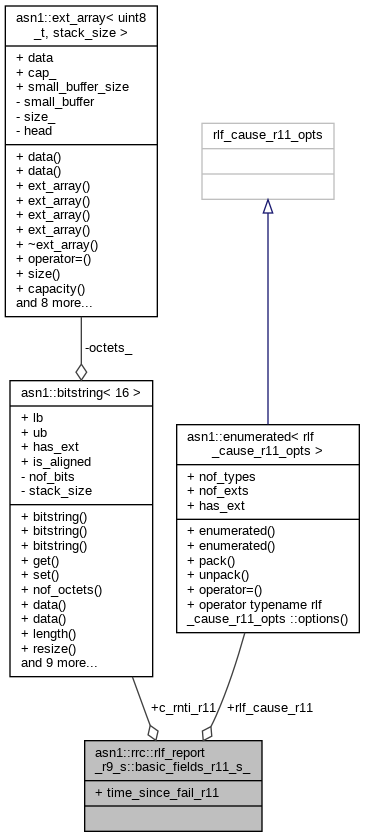 asn1::ext_array< uint8
_t, stack_size >
+ data
+ cap_
+ small_buffer_size
- small_buffer
- size_
- head
+ data()
+ data()
+ ext_array()
+ ext_array()
+ ext_array()
+ ext_array()
+ ~ext_array()
+ operator=()
+ size()
+ capacity()
and 8 more...
-octets_
asn1::bitstring< 16 >
+ lb
+ ub
+ has_ext
+ is_aligned
- nof_bits
- stack_size
+ bitstring()
+ bitstring()
+ bitstring()
+ get()
+ set()
+ nof_octets()
+ data()
+ data()
+ length()
+ resize()
and 9 more...
rlf_cause_r11_opts
asn1::enumerated< rlf
_cause_r11_opts >
+ nof_types
+ nof_exts
+ has_ext
+ enumerated()
+ enumerated()
+ pack()
+ unpack()
+ operator=()
+ operator typename rlf
_cause_r11_opts ::options()
+c_rnti_r11
+rlf_cause_r11
asn1::rrc::rlf_report
_r9_s::basic_fields_r11_s_
+ time_since_fail_r11